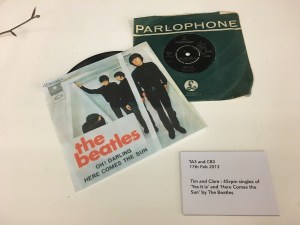 PARLOPHONE
the
beatles
OH! DARLING
HERE COMES THE SUN
TAS and CBS
17th Feb 2013
Tim and Clare : 45rpm singles of
'Yes it is' and 'Here Comes the
Sun' by The Beatles